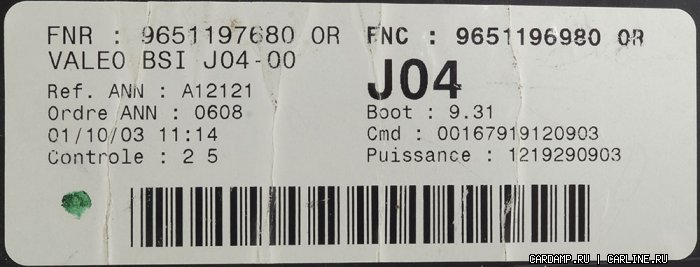 FNR : 9651197680 OR FNC : 9651196980 OR
VALEO BSI J04-00
J04
Ref. ANN : A12121
Ordre ANN : 0608
Boot : 9.31
01/10/03 11:14
Cmd : 00167919120903
Controle : 2 5
Puissance : 1219290903
CARDAMP.RU | CARLINE.RU